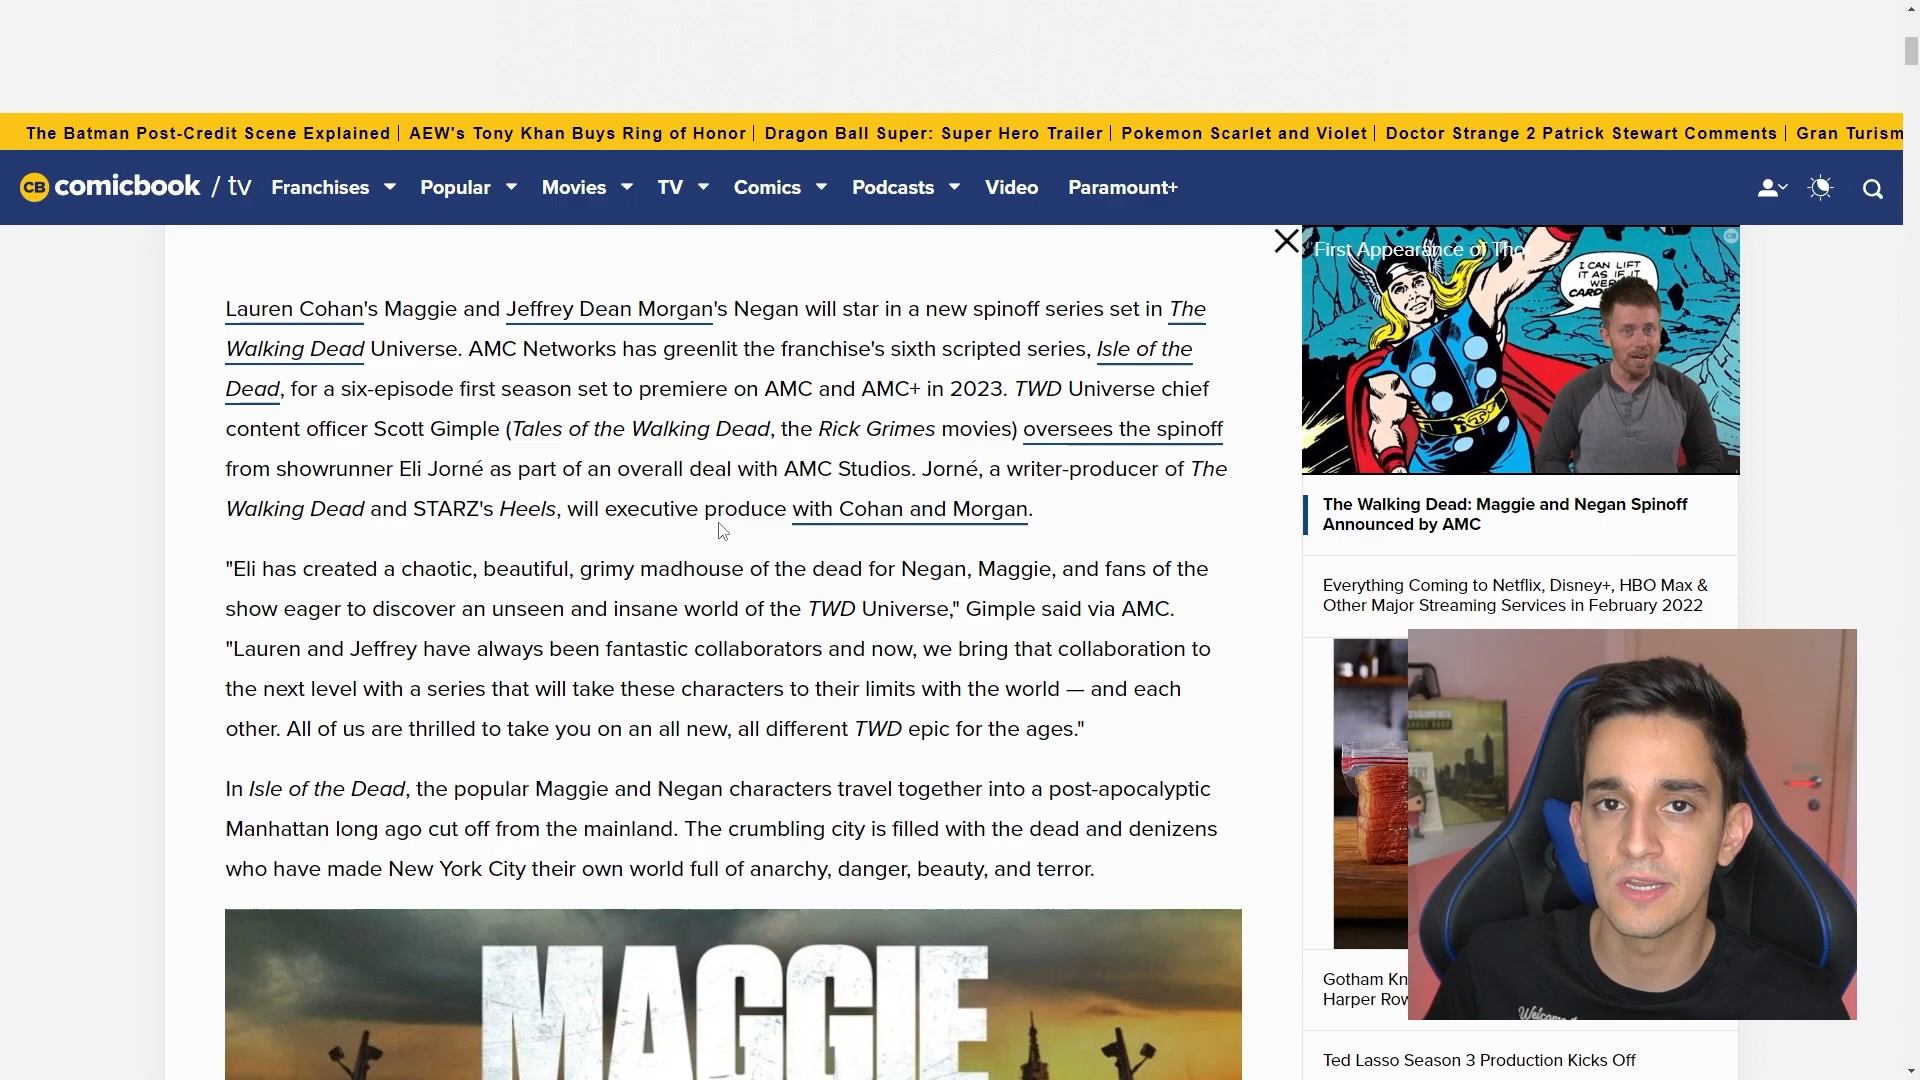 The Batman Post-Credit Scene Explained | AEW's Tony Khan Buys Ring of Honor | Dragon Ball Super: Super Hero Trailer | Pokemon Scarlet and Violet | Doctor Strange 2 Patrick Stewart Comments | Gran Turism
CB comicbook / tv Franchises Popular Movies TV Comics Podcasts Video Paramount+
First Appearance of Thor
I CAN LIFT
IT AS IF IT
WERE
Lauren Cohan's Maggie and Jeffrey Dean Morgan's Negan will star in a new spinoff series set in The
Walking Dead Universe. AMC Networks has greenlit the franchise's sixth scripted series, Isle of the
Dead, for a six-episode first season set to premiere on AMC and AMC+ in 2023. TWD Universe chief
content officer Scott Gimple (Tales of the Walking Dead, the Rick Grimes movies) oversees the spinoff
from showrunner Eli Jorné as part of an overall deal with AMC Studios. Jorné, a writer-producer of The
Walking Dead and STARZ's Heels, will executive produce with Cohan and Morgan.
"Eli has created a chaotic, beautiful, grimy madhouse of the dead for Negan, Maggie, and fans of the
show eager to discover an unseen and insane world of the TWD Universe," Gimple said via AMC.
"Lauren and Jeffrey have always been fantastic collaborators and now, we bring that collaboration to
the next level with a series that will take these characters to their limits with the world — and each
other. All of us are thrilled to take you on an all new, all different TWD epic for the ages."
In Isle of the Dead, the popular Maggie and Negan characters travel together into a post-apocalyptic
Manhattan long ago cut off from the mainland. The crumbling city is filled with the dead and denizens
who have made New York City their own world full of anarchy, danger, beauty, and terror.
MAGGIE
The Walking Dead: Maggie and Negan Spinoff
Announced by AMC
Everything Coming to Netflix, Disney+, HBO Max &
Other Major Streaming Services in February 2022
Gotham Kn
Harper Row
Welcome
Ted Lasso Season 3 Production Kicks Off